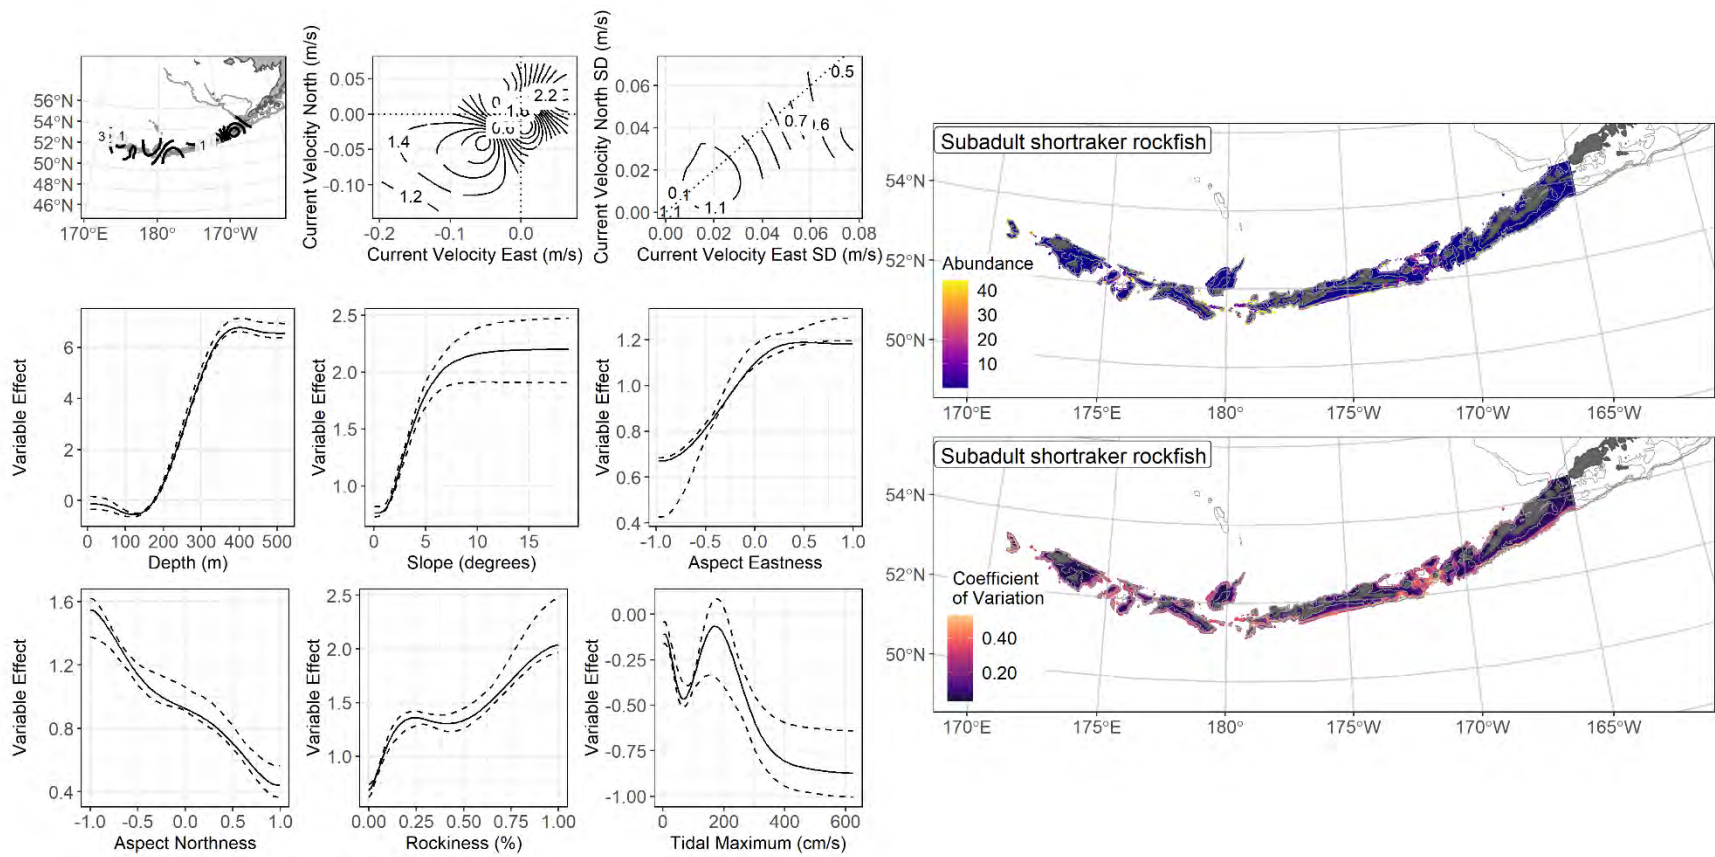 56°N
54°N
52°N
50°N
48°N
46°N
3
1
1
170°E 180° 170°W
Current Velocity North (m/s)
0.05
0.00
-0.05
-0.10
1.4
1.2
2.2
-0.2 -0.1 0.0
Current Velocity East (m/s)
Current Velocity North SD (m/s)
0.06
0.04
0.02
0.00
0.5
0.7
1.1
0.00 0.02 0.04 0.06 0.08
Current Velocity East SD (m/s)
Variable Effect
6
4
2
0
0 100 200 300 400 500
Depth (m)
Variable Effect
2.5
2.0
1.5
1.0
0 5 10 15
Slope (degrees)
Variable Effect
1.2
1.0
0.8
0.6
0.4
-1.0 -0.5 0.0 0.5 1.0
Aspect Eastness
Variable Effect
1.6
1.2
0.8
0.4
-1.0 -0.5 0.0 0.5 1.0
Aspect Northness
Variable Effect
2.5
2.0
1.5
1.0
0.00 0.25 0.50 0.75 1.00
Rockiness (%)
Variable Effect
0.00
-0.25
-0.50
-0.75
-1.00
0 200 400 600
Tidal Maximum (cm/s)
Subadult shortraker rockfish
54°N
52°N
50°N
Abundance
40
30
20
10
170°E 175°E 180° 175°W 170°W 165°W
Subadult shortraker rockfish
54°N
52°N
50°N
Coefficient
of Variation
0.40
0.20
170°E 175°E 180° 175°W 170°W 165°W